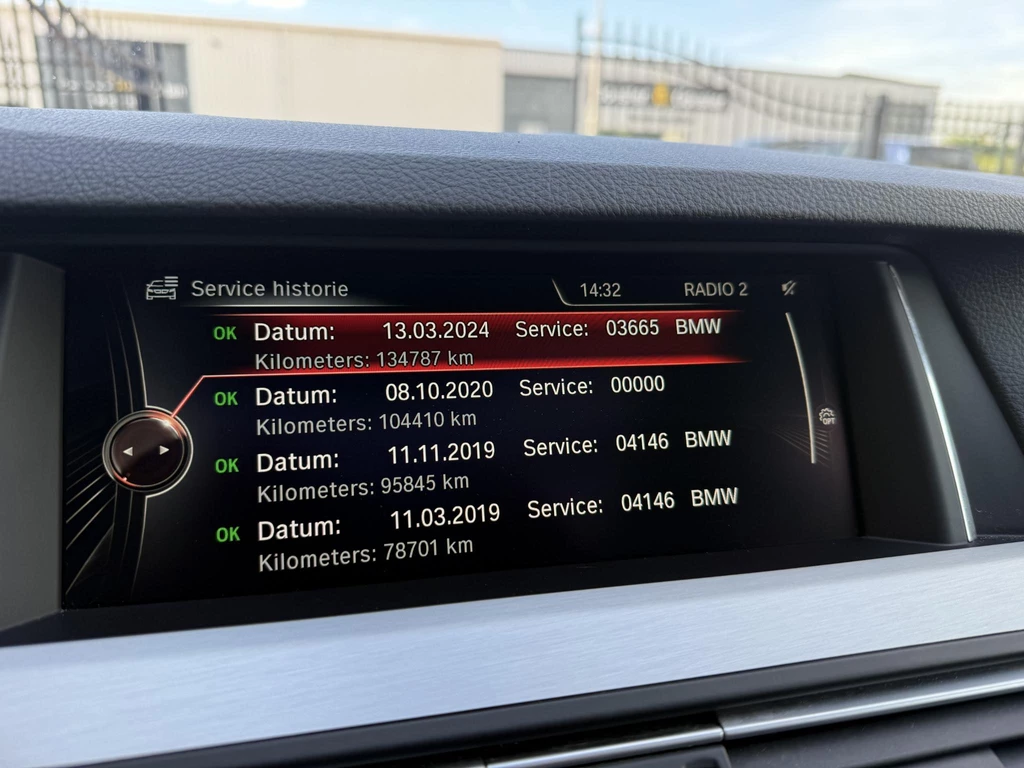 Service historie 14:32 RADIO 2
OK Datum: 13.03.2024 Service: 03665 BMW
Kilometers: 134787 km
OK Datum: 08.10.2020 Service: 00000
Kilometers: 104410 km
OK Datum: 11.11.2019 Service: 04146 BMW
Kilometers: 95845 km
OK Datum: 11.03.2019 Service: 04146 BMW
Kilometers: 78701 km
OPT